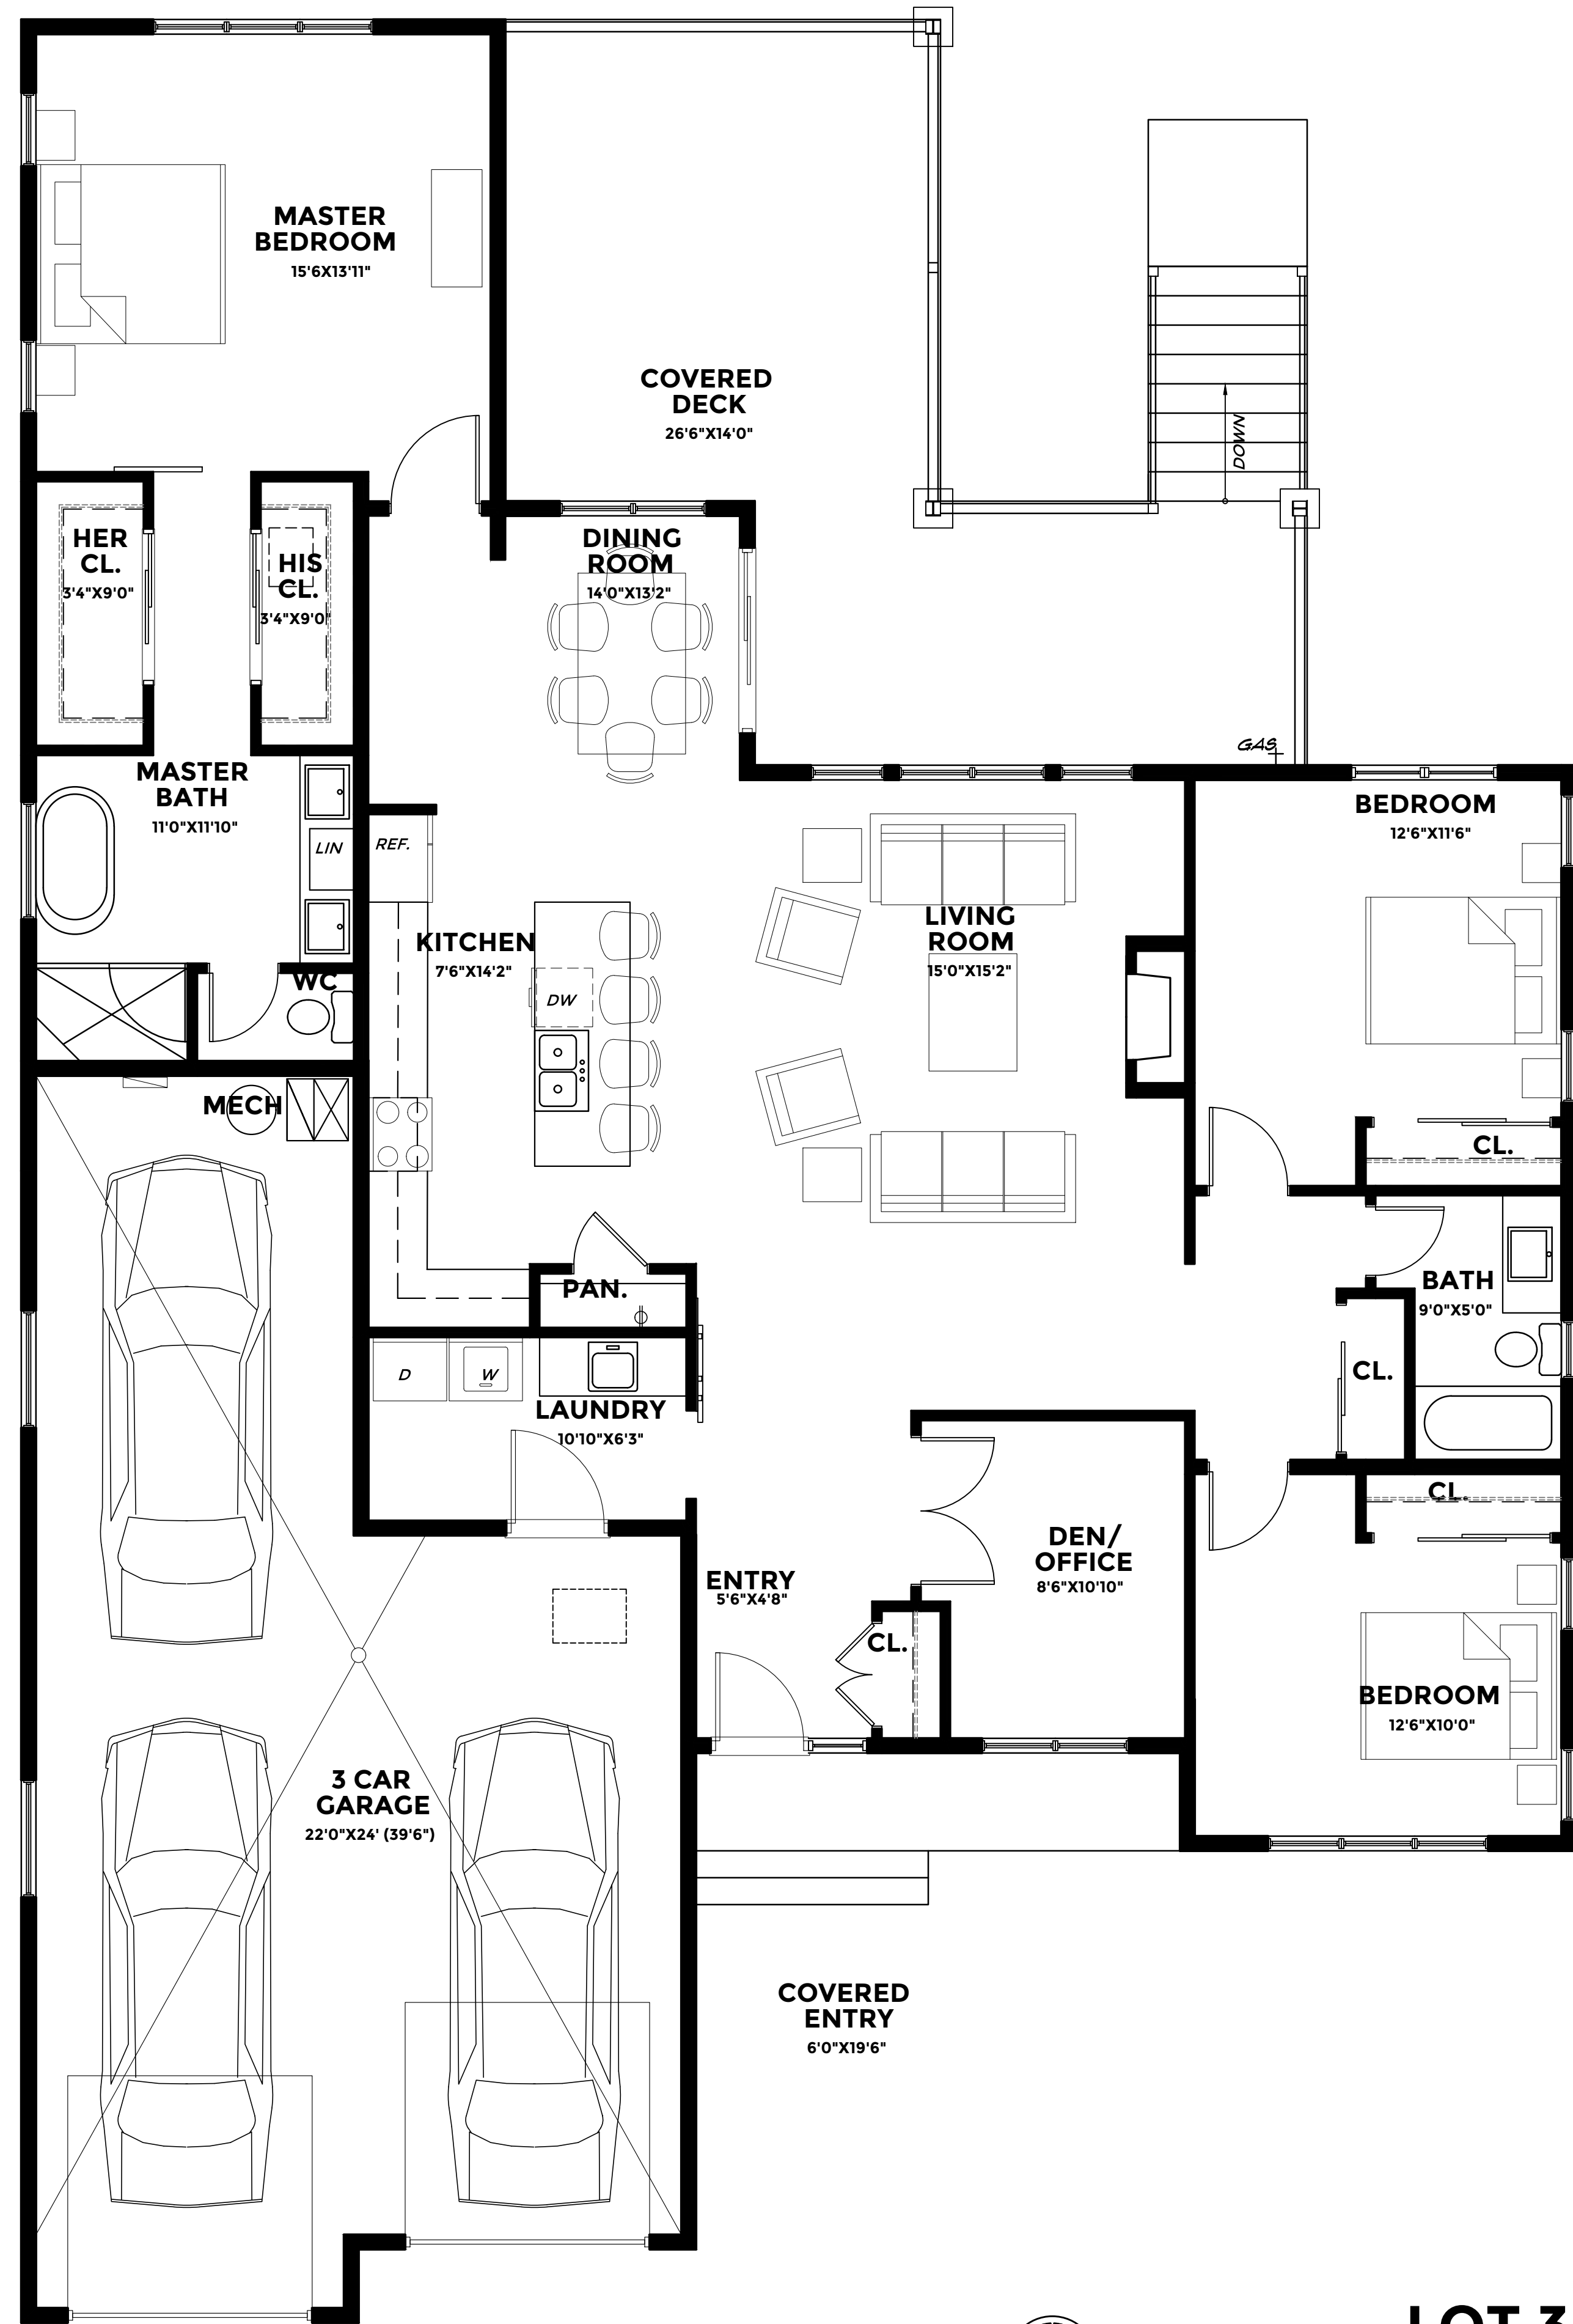 MASTER
BEDROOM
15'6X13'11"
COVERED
DECK
26'6"X14'0"
DOWN
HER
CL.
3'4"X9'0"
HIS
CL.
3'4"X9'0"
DINING
ROOM
14'0"X13'2"
GAS
MASTER
BATH
11'0"X11'10"
LIN
REF.
BEDROOM
12'6"X11'6"
KITCHEN
7'6"X14'2"
LIVING
ROOM
15'0"X15'2"
WC
DW
MECH
CL.
PAN.
BATH
9'0"X5'0"
D
W
CL.
LAUNDRY
10'10"X6'3"
CL.
DEN/
OFFICE
8'6"X10'10"
ENTRY
5'6"X4'8"
CL.
BEDROOM
12'6"X10'0"
3 CAR
GARAGE
22'0"X24' (39'6")
COVERED
ENTRY
6'0"X19'6"
LOT 3